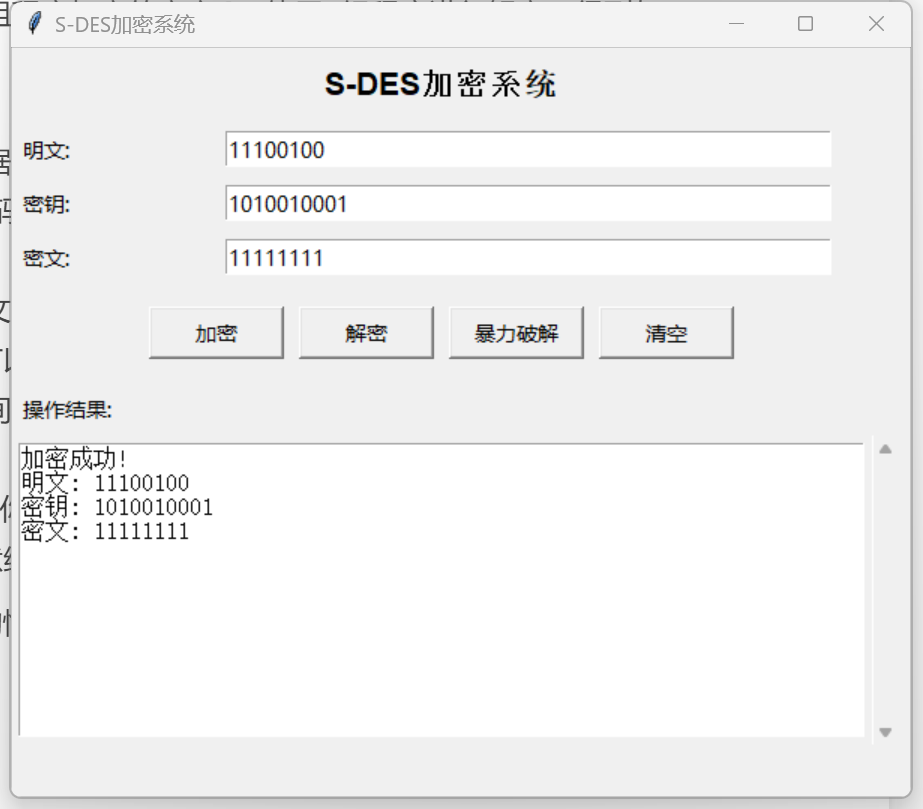 S-DES加密系统
S-DES加密系统
明文:
11100100
密钥:
1010010001
密文:
11111111
加密
解密
暴力破解
清空
操作结果:
加密成功!
明文: 11100100
密钥: 1010010001
密文: 11111111